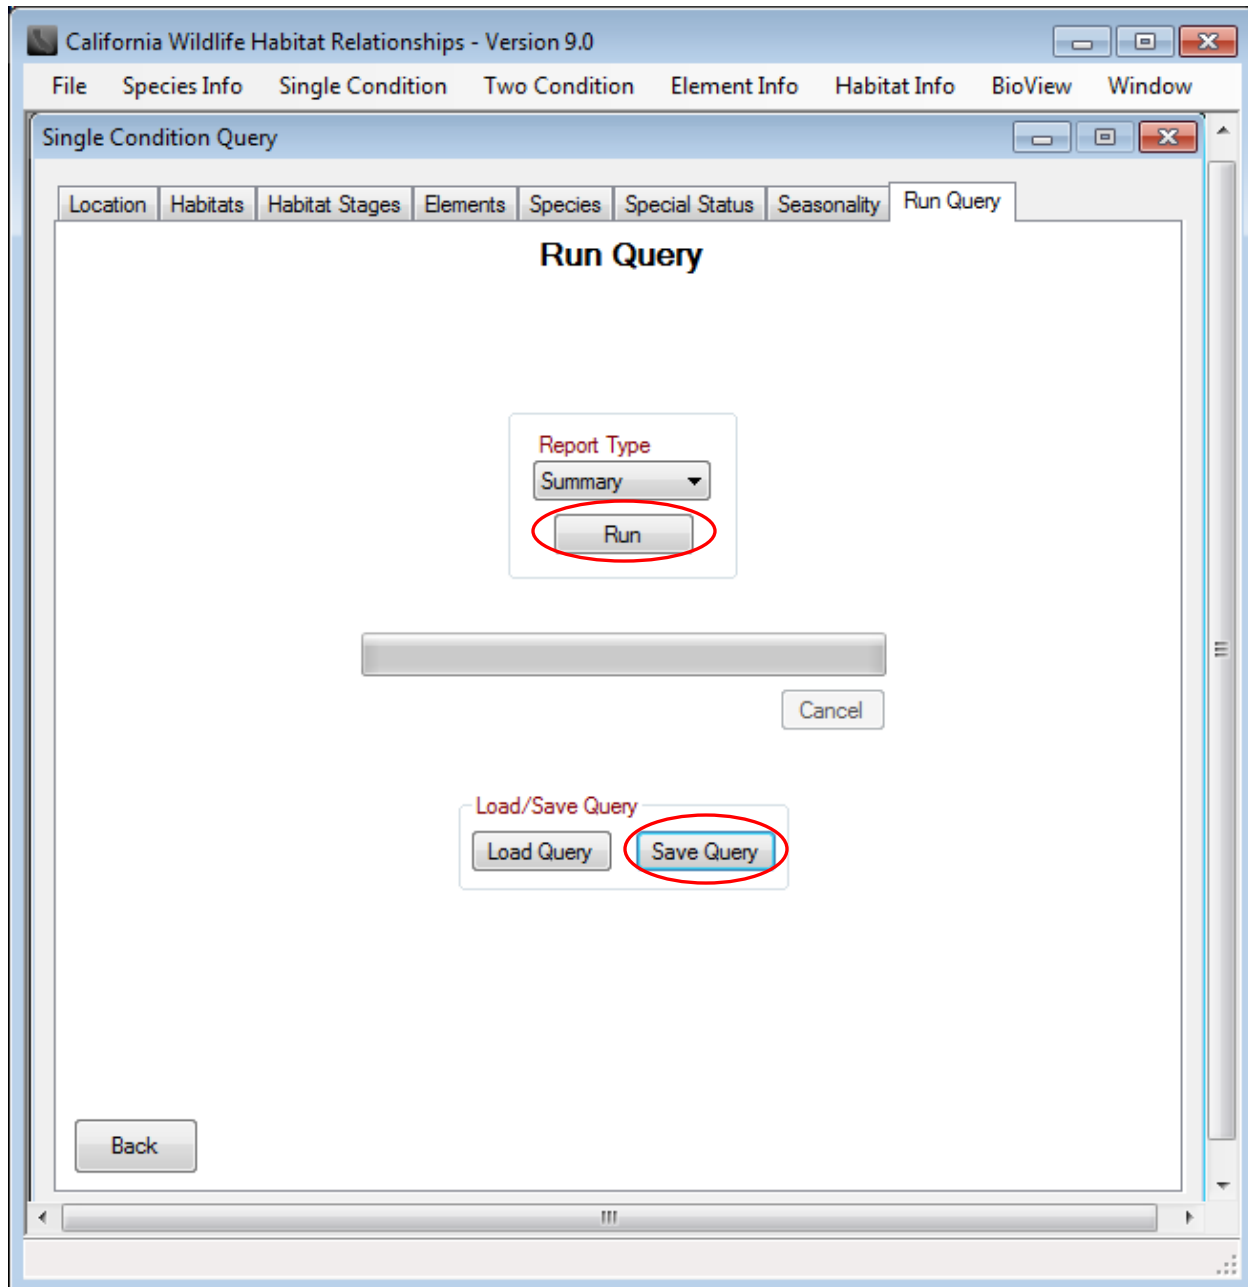 California Wildlife Habitat Relationships - Version 9.0
File Species Info Single Condition Two Condition Element Info Habitat Info BioView Window
Single Condition Query
Location Habitats Habitat Stages Elements Species Special Status Seasonality Run Query
Run Query
Report Type
Summary
Run
Cancel
Load/Save Query
Load Query Save Query
Back